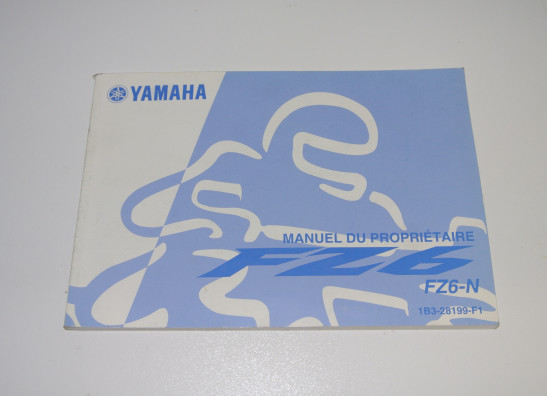 YAMAHA
MANUEL DU PROPRIÉTAIRE
FZ6
FZ6-N
1B3-28199-F1